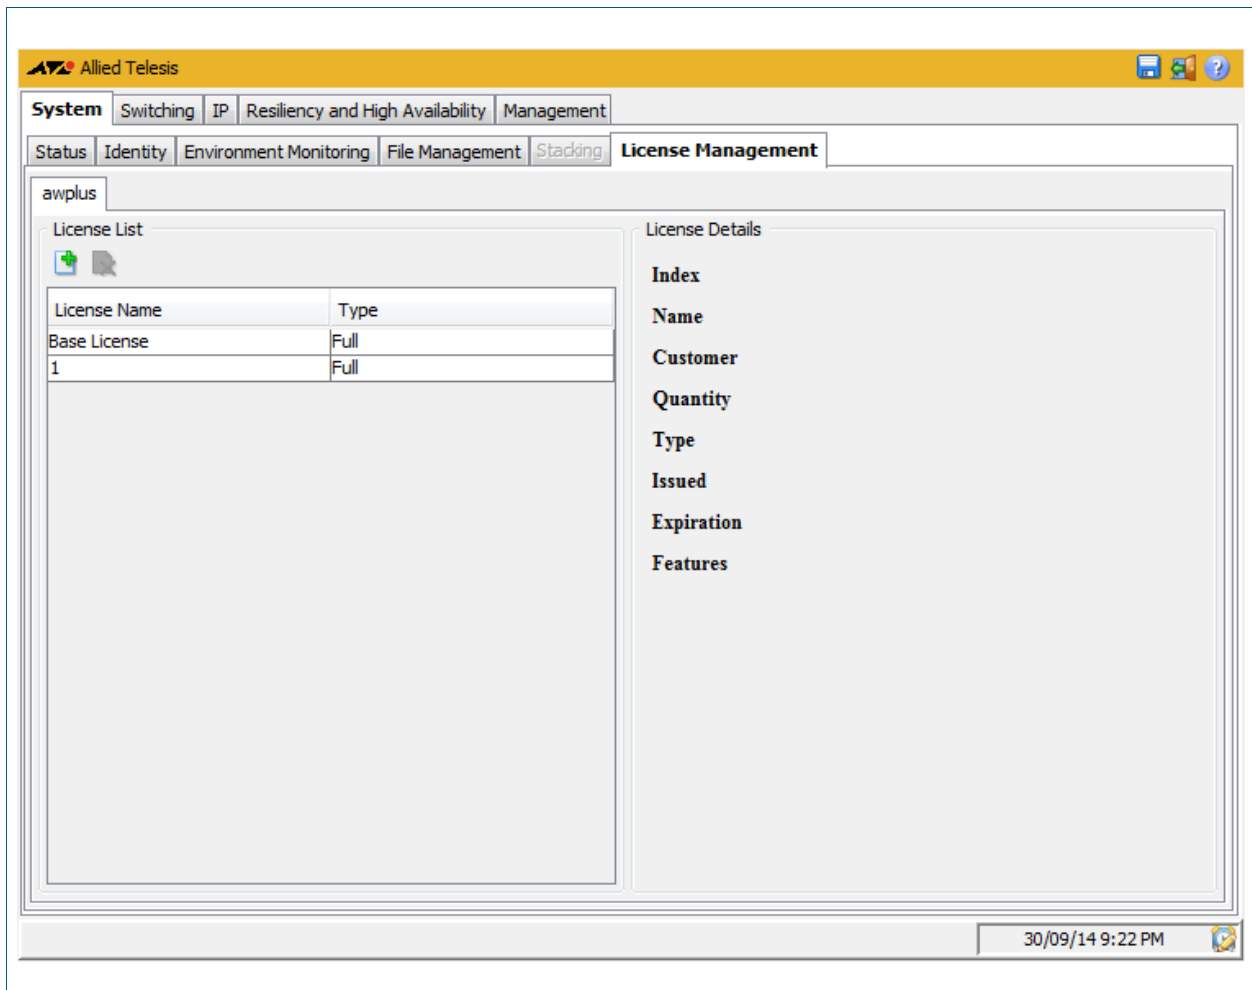 Allied Telesis
System Switching IP Resiliency and High Availability Management
Status Identity Environment Monitoring File Management Stacking License Management
awplus
License List
License Name Type
Base License Full
1 Full
License Details
Index
Name
Customer
Quantity
Type
Issued
Expiration
Features
30/09/14 9:22 PM